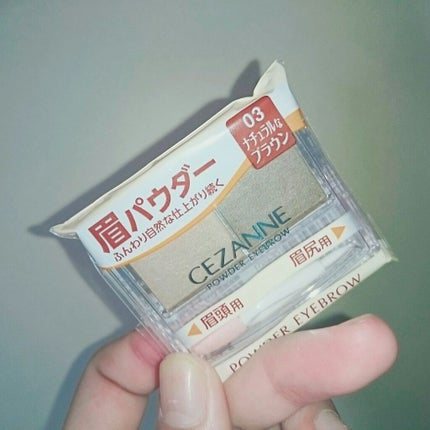 03
ナチュラルな
ブラウン
眉パウダー
ふんわり自然な仕上がり続く
CEZANNE
POWDER EYEBROW
◀眉頭用
眉尻用▶
POWDER EYEBROW